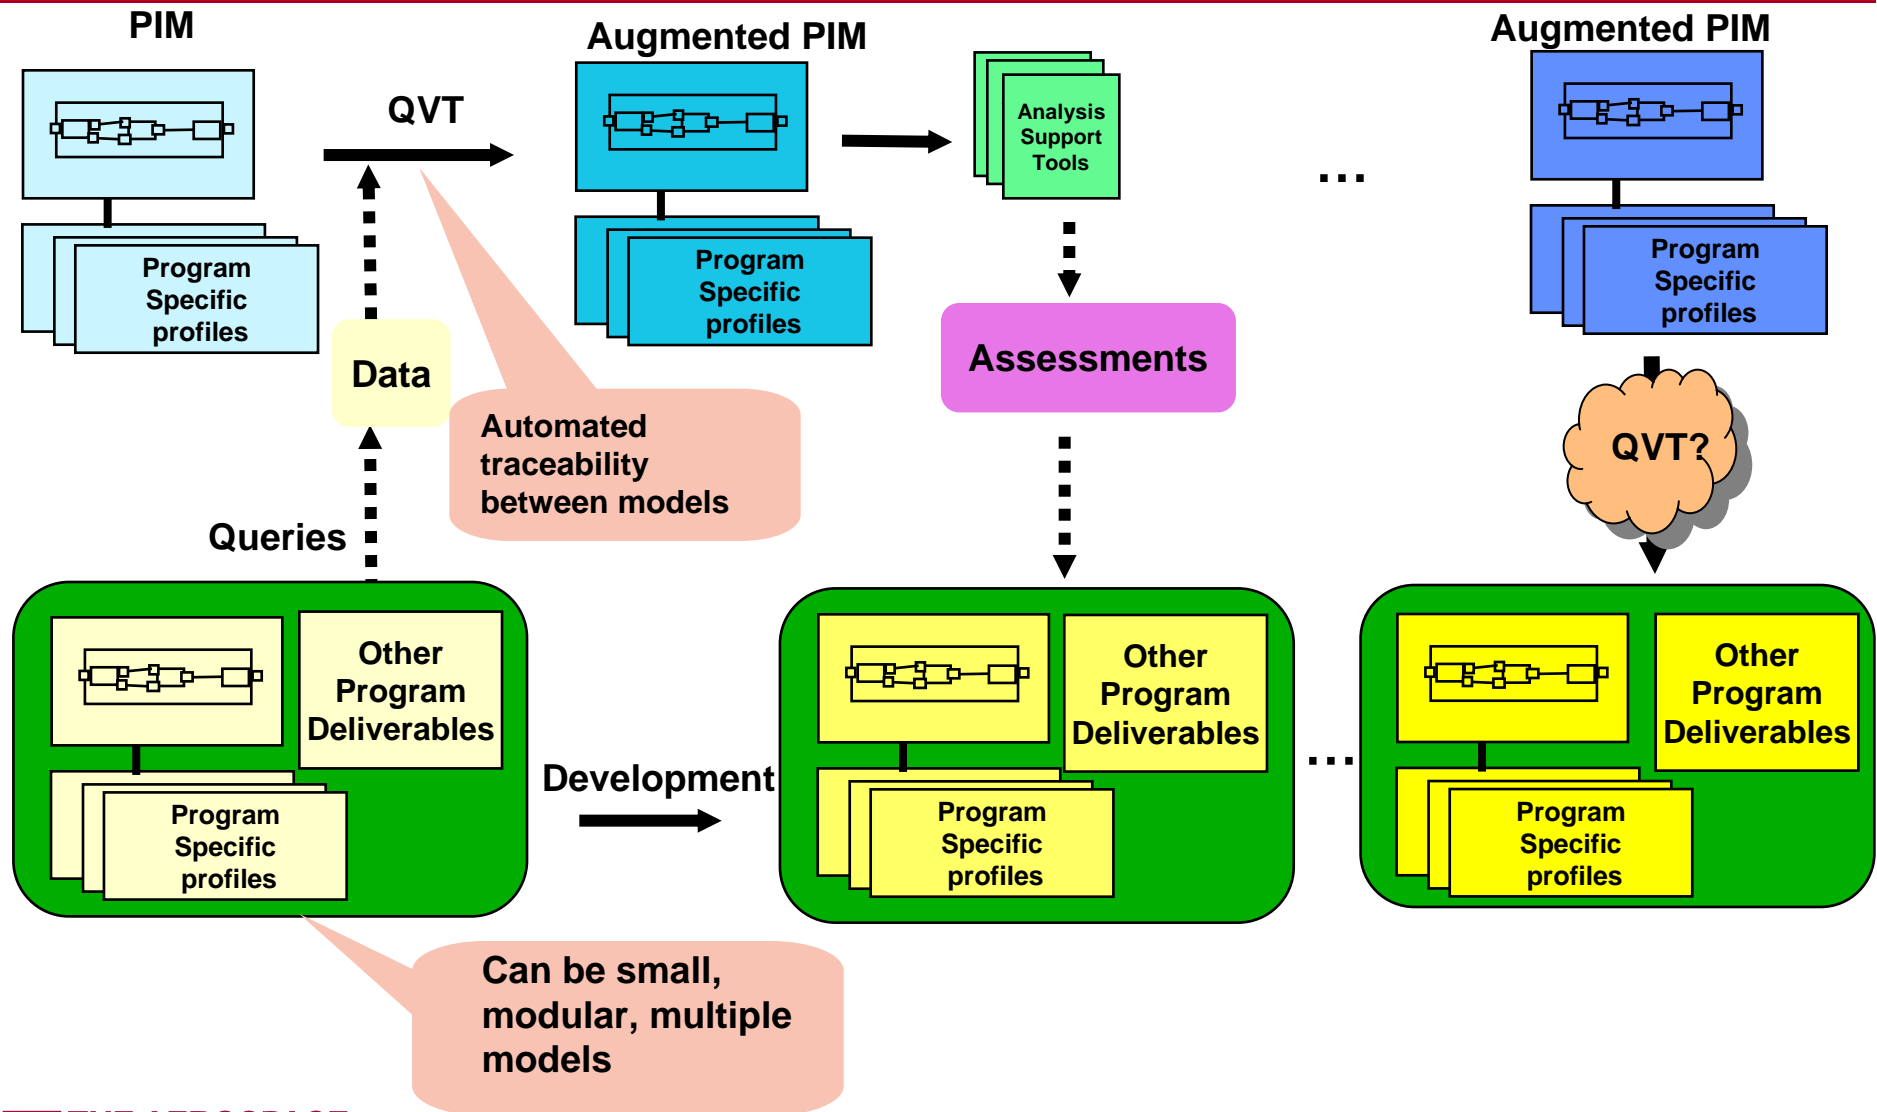 PIM
Augmented PIM
Augmented PIM
QVT
Analysis
Support
Tools
...
Program
Specific
profiles
Program
Specific
profiles
Program
Specific
profiles
Data
Assessments
Automated
traceability
between models
QVT?
Queries
Other
Program
Deliverables
Program
Specific
profiles
Development
Other
Program
Deliverables
Program
Specific
profiles
...
Other
Program
Deliverables
Program
Specific
profiles
Can be small,
modular, multiple
models
THE AEROSPACE